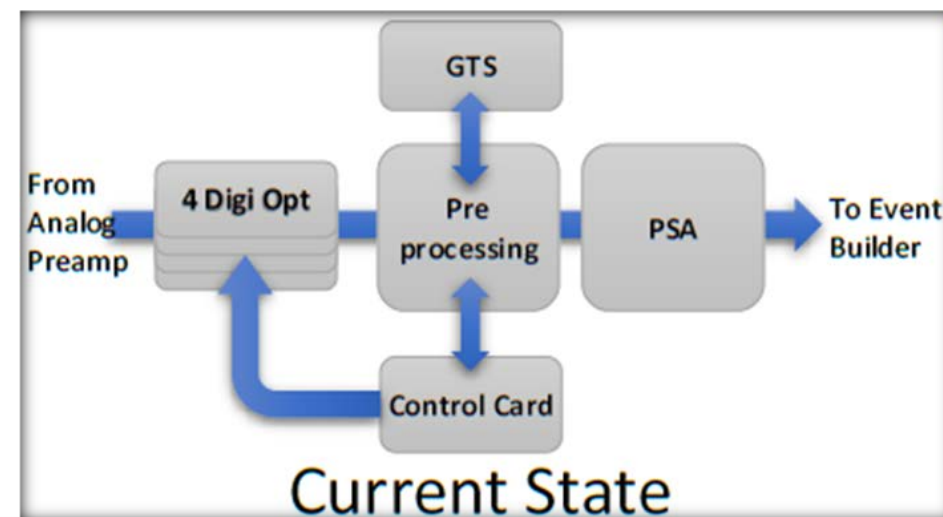 GTS
From
Analog
Preamp
4 Digi Opt
Pre
processing
PSA
To Event
Builder
Control Card
Current State